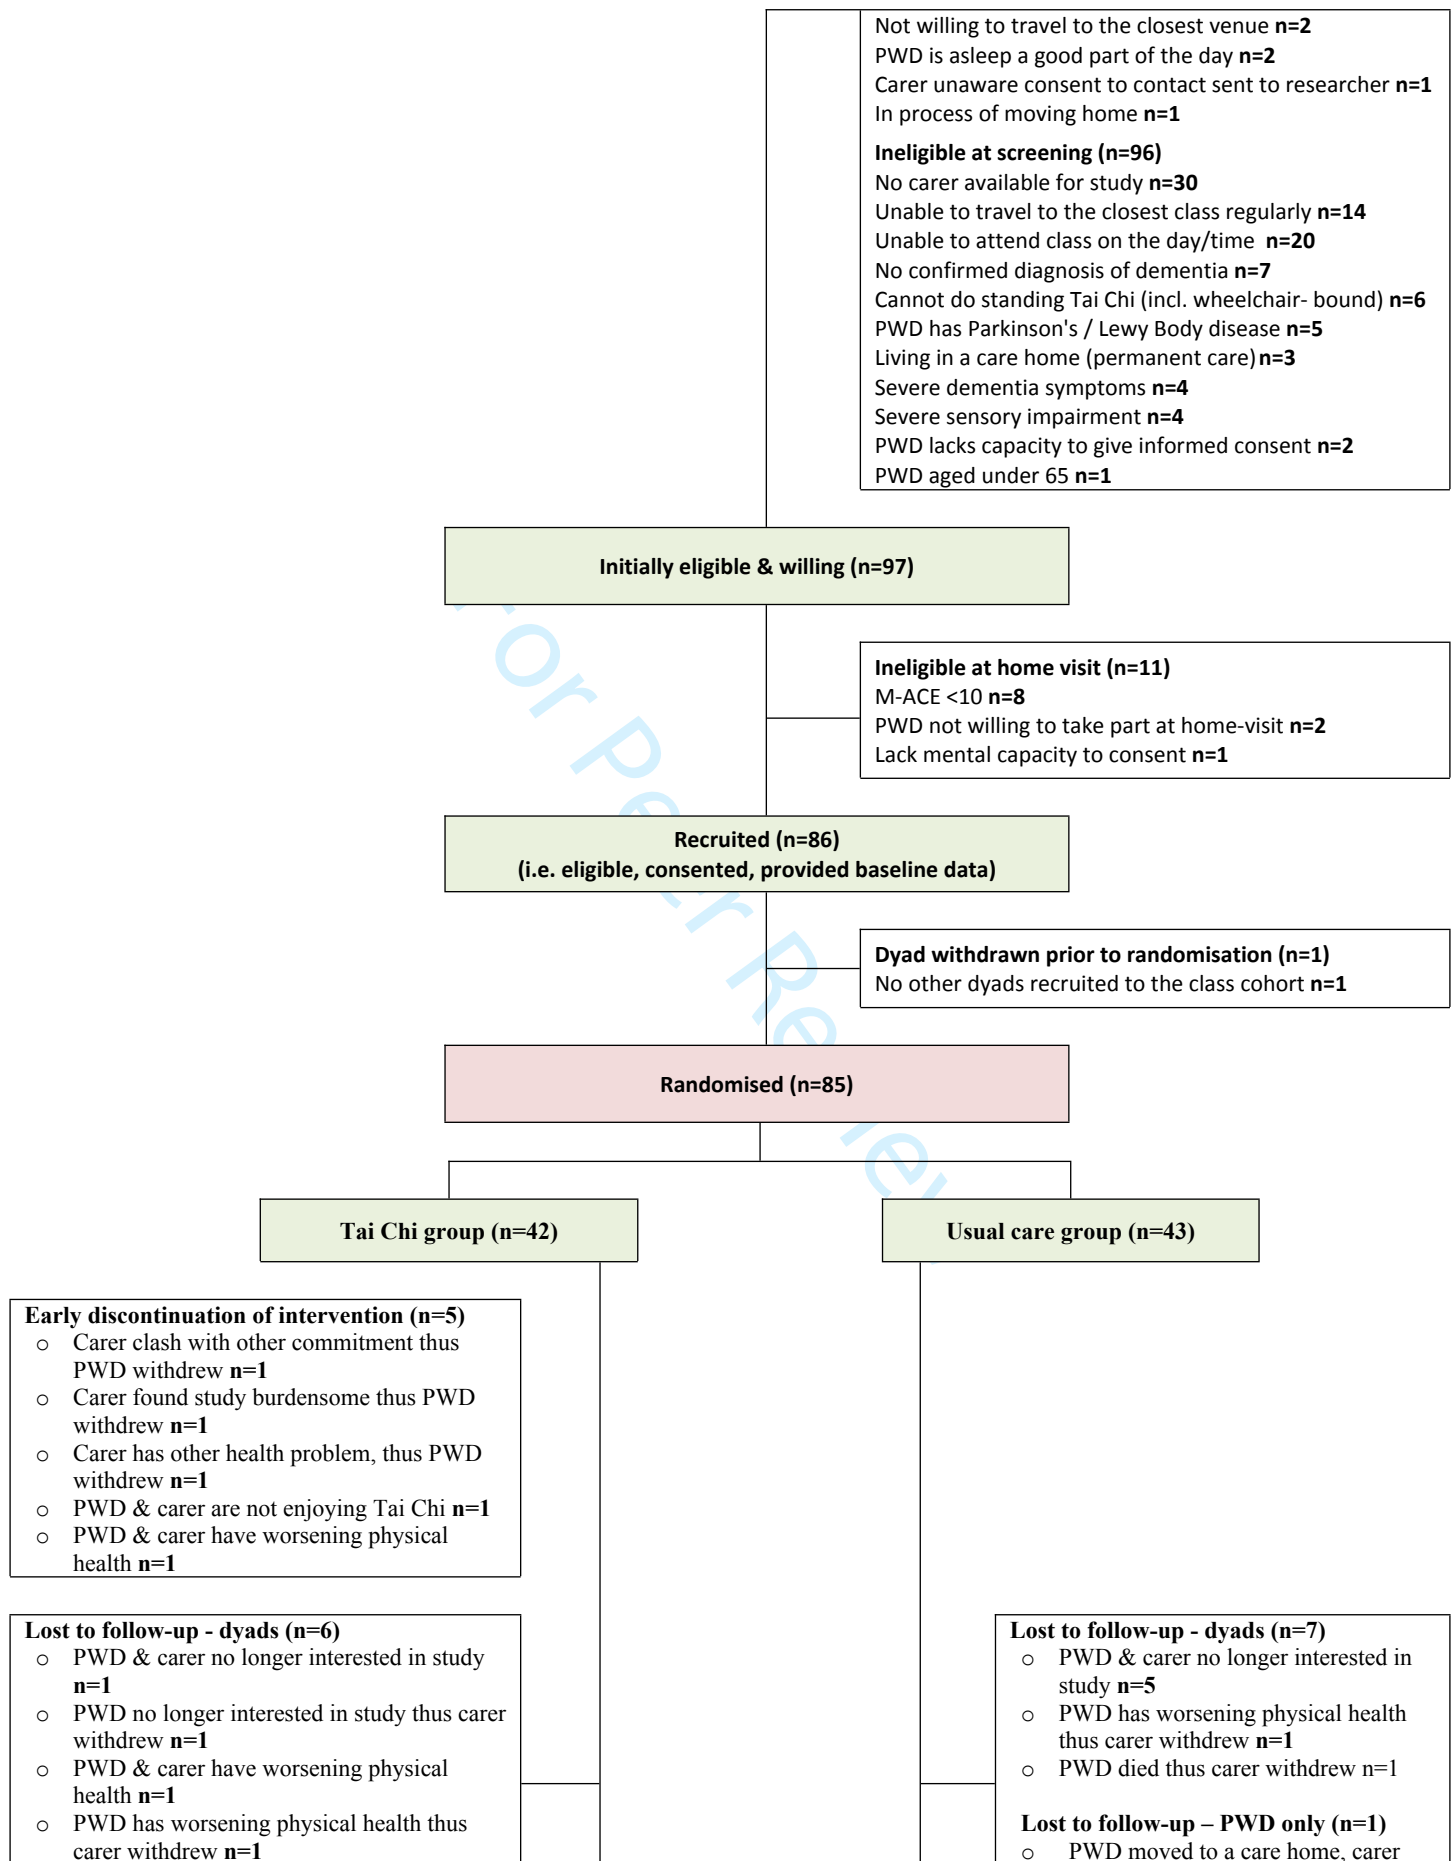 Not willing to travel to the closest venue n=2
PWD is asleep a good part of the day n=2
Carer unaware consent to contact sent to researcher n=1
In process of moving home n=1
Ineligible at screening (n=96)
No carer available for study n=30
Unable to travel to the closest class regularly n=14
Unable to attend class on the day/time n=20
No confirmed diagnosis of dementia n=7
Cannot do standing Tai Chi (incl. wheelchair- bound) n=6
PWD has Parkinson's / Lewy Body disease n=5
Living in a care home (permanent care) n=3
Severe dementia symptoms n=4
Severe sensory impairment n=4
PWD lacks capacity to give informed consent n=2
PWD aged under 65 n=1
Initially eligible & willing (n=97)
For Peer Review
Ineligible at home visit (n=11)
M-ACE <10 n=8
PWD not willing to take part at home-visit n=2
Lack mental capacity to consent n=1
Recruited (n=86)
(i.e. eligible, consented, provided baseline data)
Dyad withdrawn prior to randomisation (n=1)
No other dyads recruited to the class cohort n=1
Randomised (n=85)
Tai Chi group (n=42)
Usual care group (n=43)
Early discontinuation of intervention (n=5)
o Carer clash with other commitment thus
PWD withdrew n=1
o Carer found study burdensome thus PWD
withdrew n=1
o Carer has other health problem, thus PWD
withdrew n=1
o PWD & carer are not enjoying Tai Chi n=1
o PWD & carer have worsening physical
health n=1
Lost to follow-up - dyads (n=6)
o PWD & carer no longer interested in study
n=1
o PWD no longer interested in study thus carer
withdrew n=1
o PWD & carer have worsening physical
health n=1
o PWD has worsening physical health thus
carer withdrew n=1
Lost to follow-up - dyads (n=7)
o PWD & carer no longer interested in
study n=5
o PWD has worsening physical health
thus carer withdrew n=1
o PWD died thus carer withdrew n=1
Lost to follow-up – PWD only (n=1)
o PWD moved to a care home, carer